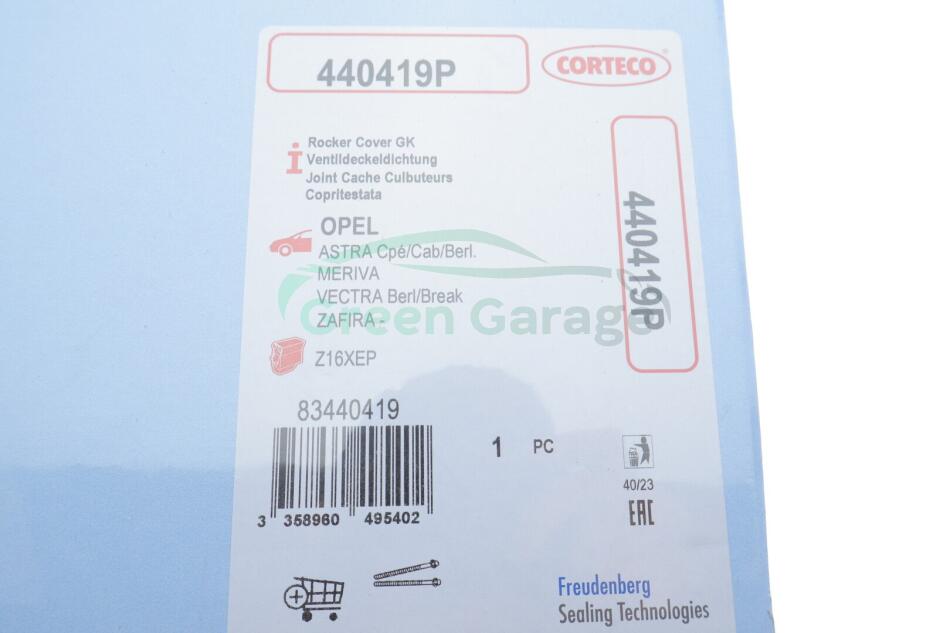 440419P
CORTECO
i
Rocker Cover GK
Ventildeckeldichtung
Joint Cache Culbuteurs
Copritestata
440419P
OPEL
ASTRA Cpé/Cab/Berl.
MERIVA
VECTRA Berl/Break
ZAFIRA -
Green Garage
Z16XEP
83440419
1 PC
3 358960 495402
40/23
EAC
Freudenberg
Sealing Technologies